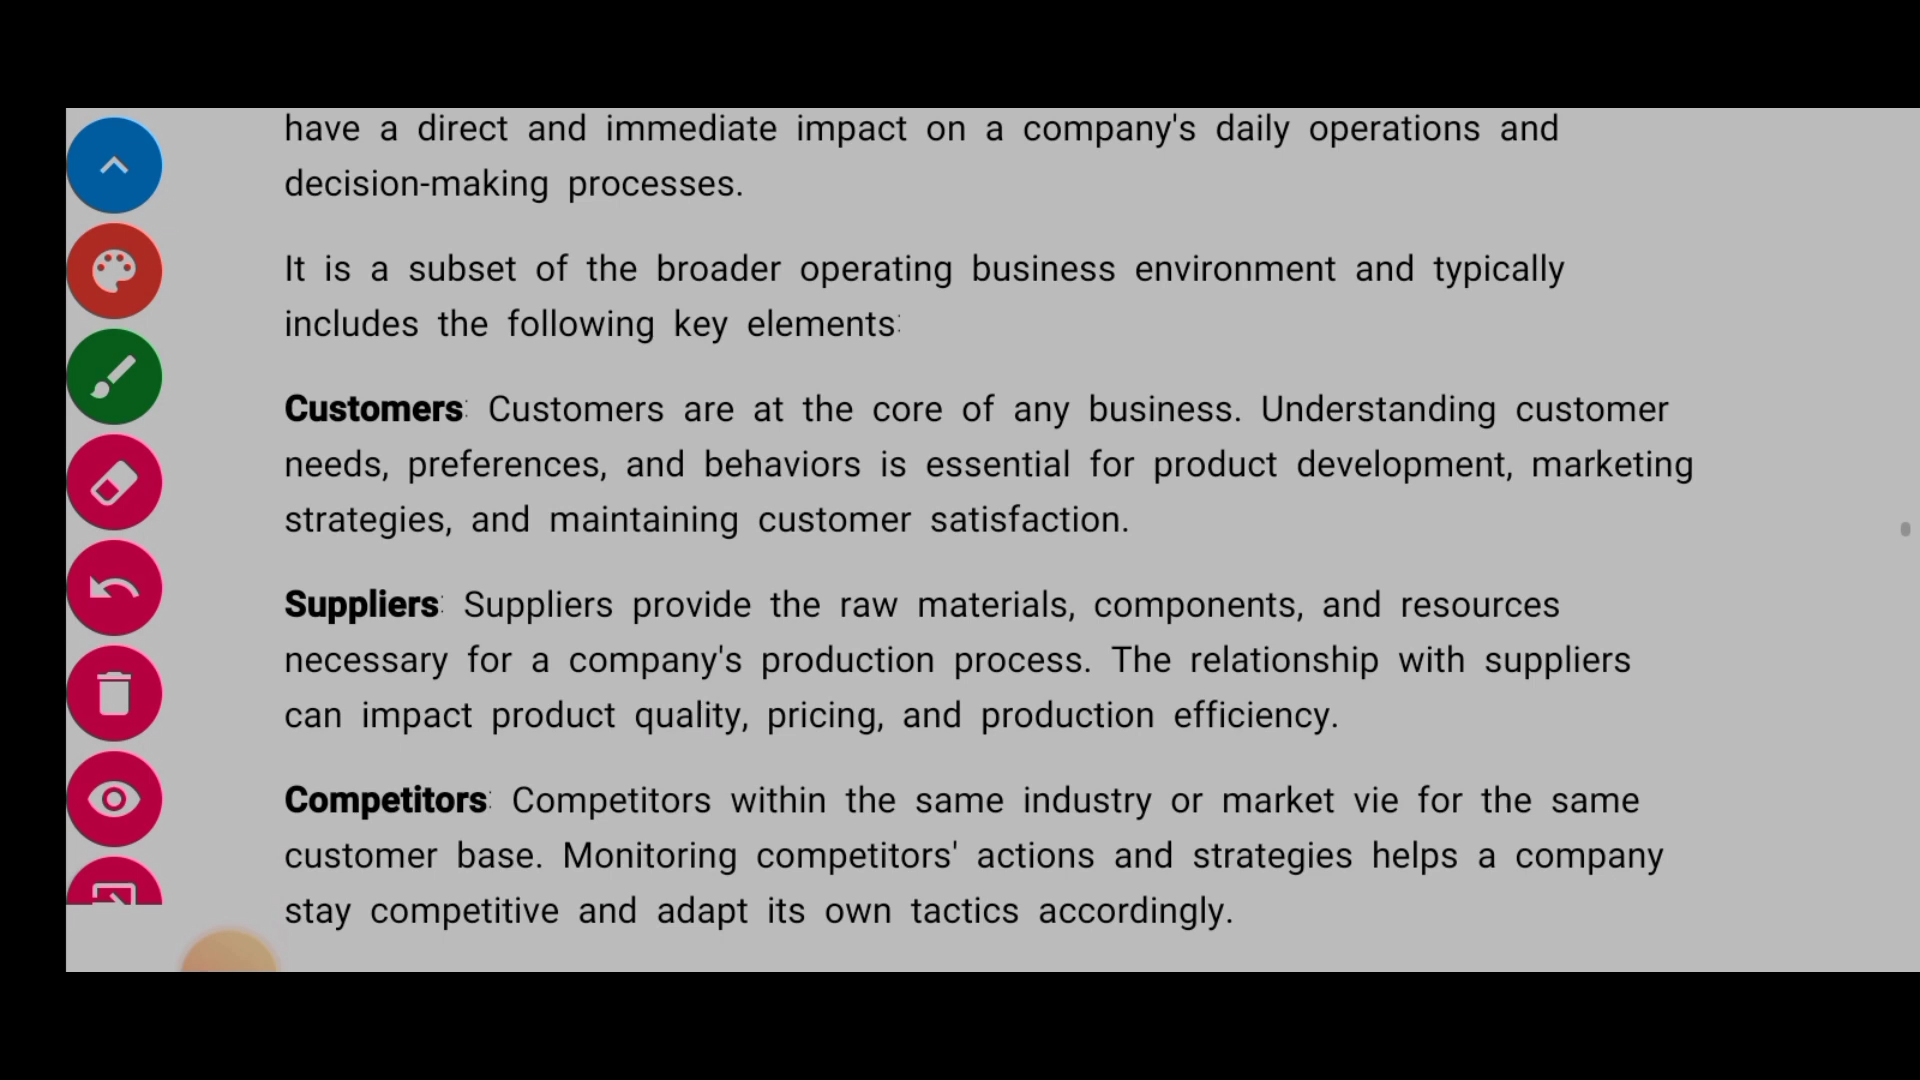 have a direct and immediate impact on a company's daily operations and
decision-making processes.
It is a subset of the broader operating business environment and typically
includes the following key elements:
Customers: Customers are at the core of any business. Understanding customer
needs, preferences, and behaviors is essential for product development, marketing
strategies, and maintaining customer satisfaction.
Suppliers: Suppliers provide the raw materials, components, and resources
necessary for a company's production process. The relationship with suppliers
can impact product quality, pricing, and production efficiency.
Competitors: Competitors within the same industry or market vie for the same
customer base. Monitoring competitors' actions and strategies helps a company
stay competitive and adapt its own tactics accordingly.